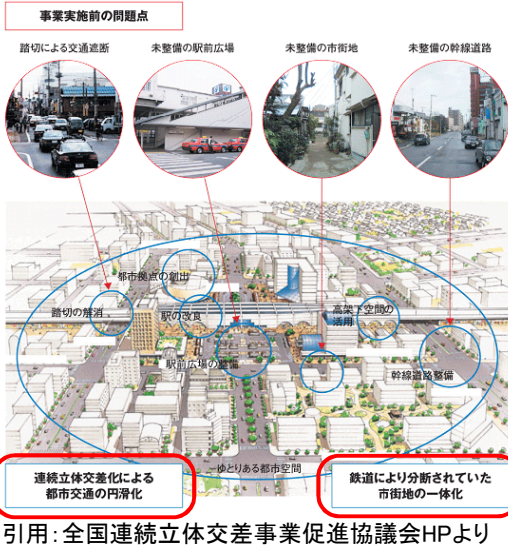 事業実施前の問題点
踏切による交通遮断
未整備の駅前広場
未整備の市街地
未整備の幹線道路
都市拠点の創出
踏切の解消
駅の改良
高架下空間の
活用
駅前広場の整備
幹線道路整備
ゆとりある都市空間
連続立体交差化による
都市交通の円滑化
鉄道により分断されていた
市街地の一体化
引用：全国連続立体交差事業促進協議会HPより